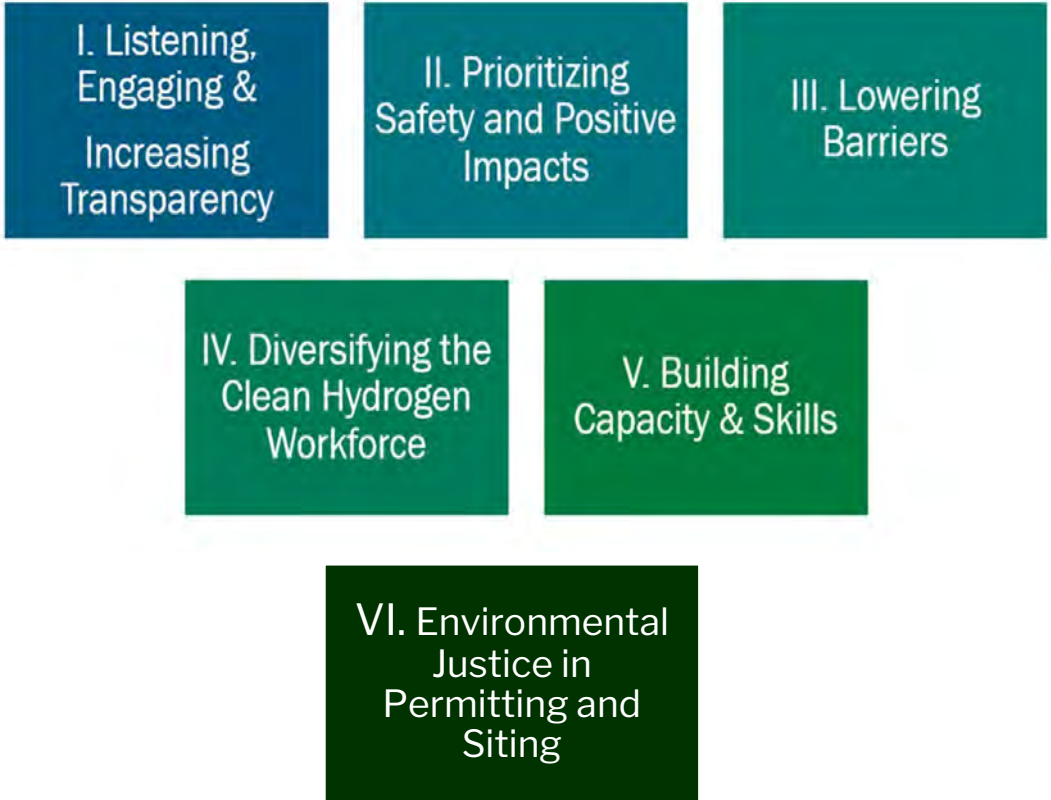 I. Listening,
Engaging &
Increasing
Transparency
II. Prioritizing
Safety and Positive
Impacts
III. Lowering
Barriers
IV. Diversifying the
Clean Hydrogen
Workforce
V. Building
Capacity & Skills
VI. Environmental
Justice in
Permitting and
Siting